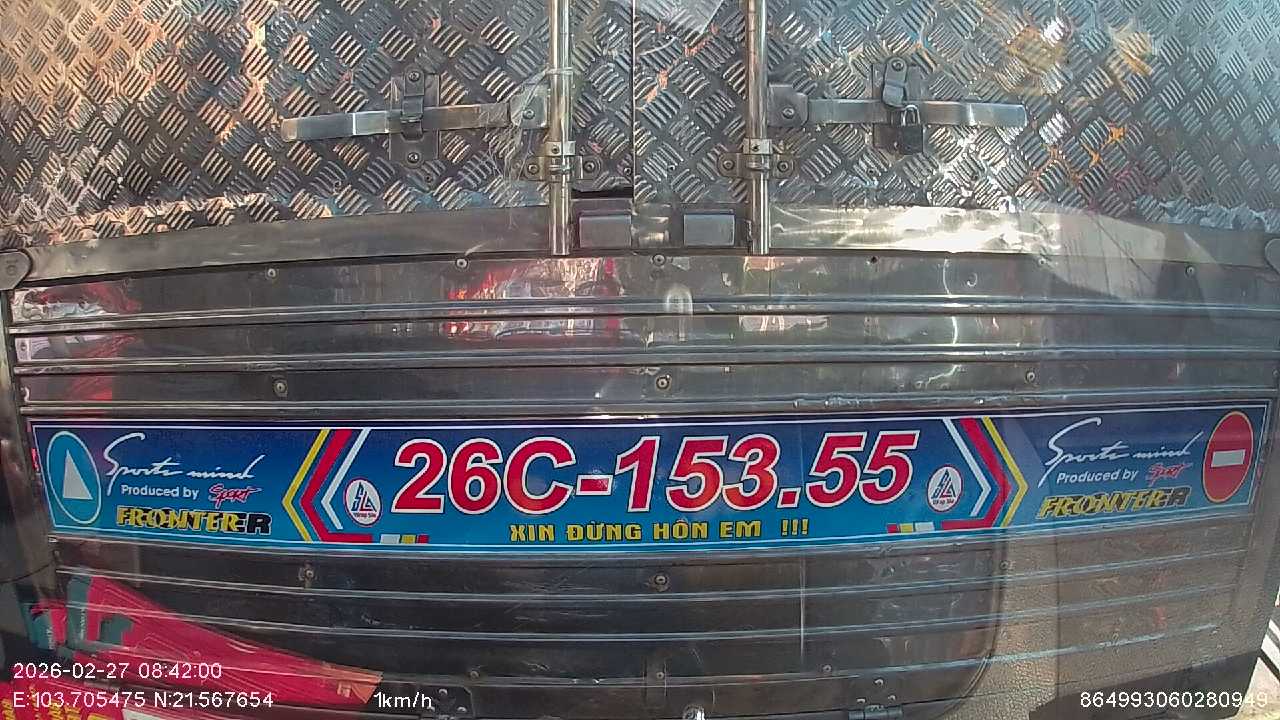 Sports mind
Produced by Sport
FRONTER-R
26C-153.55
XIN ĐỪNG HÔN EM !!!
Sports mind
Produced by Sport
FRONTER-R
2026-02-27 08:42:00
E:103.705475 N:21.567654
1km/h
864993060280949